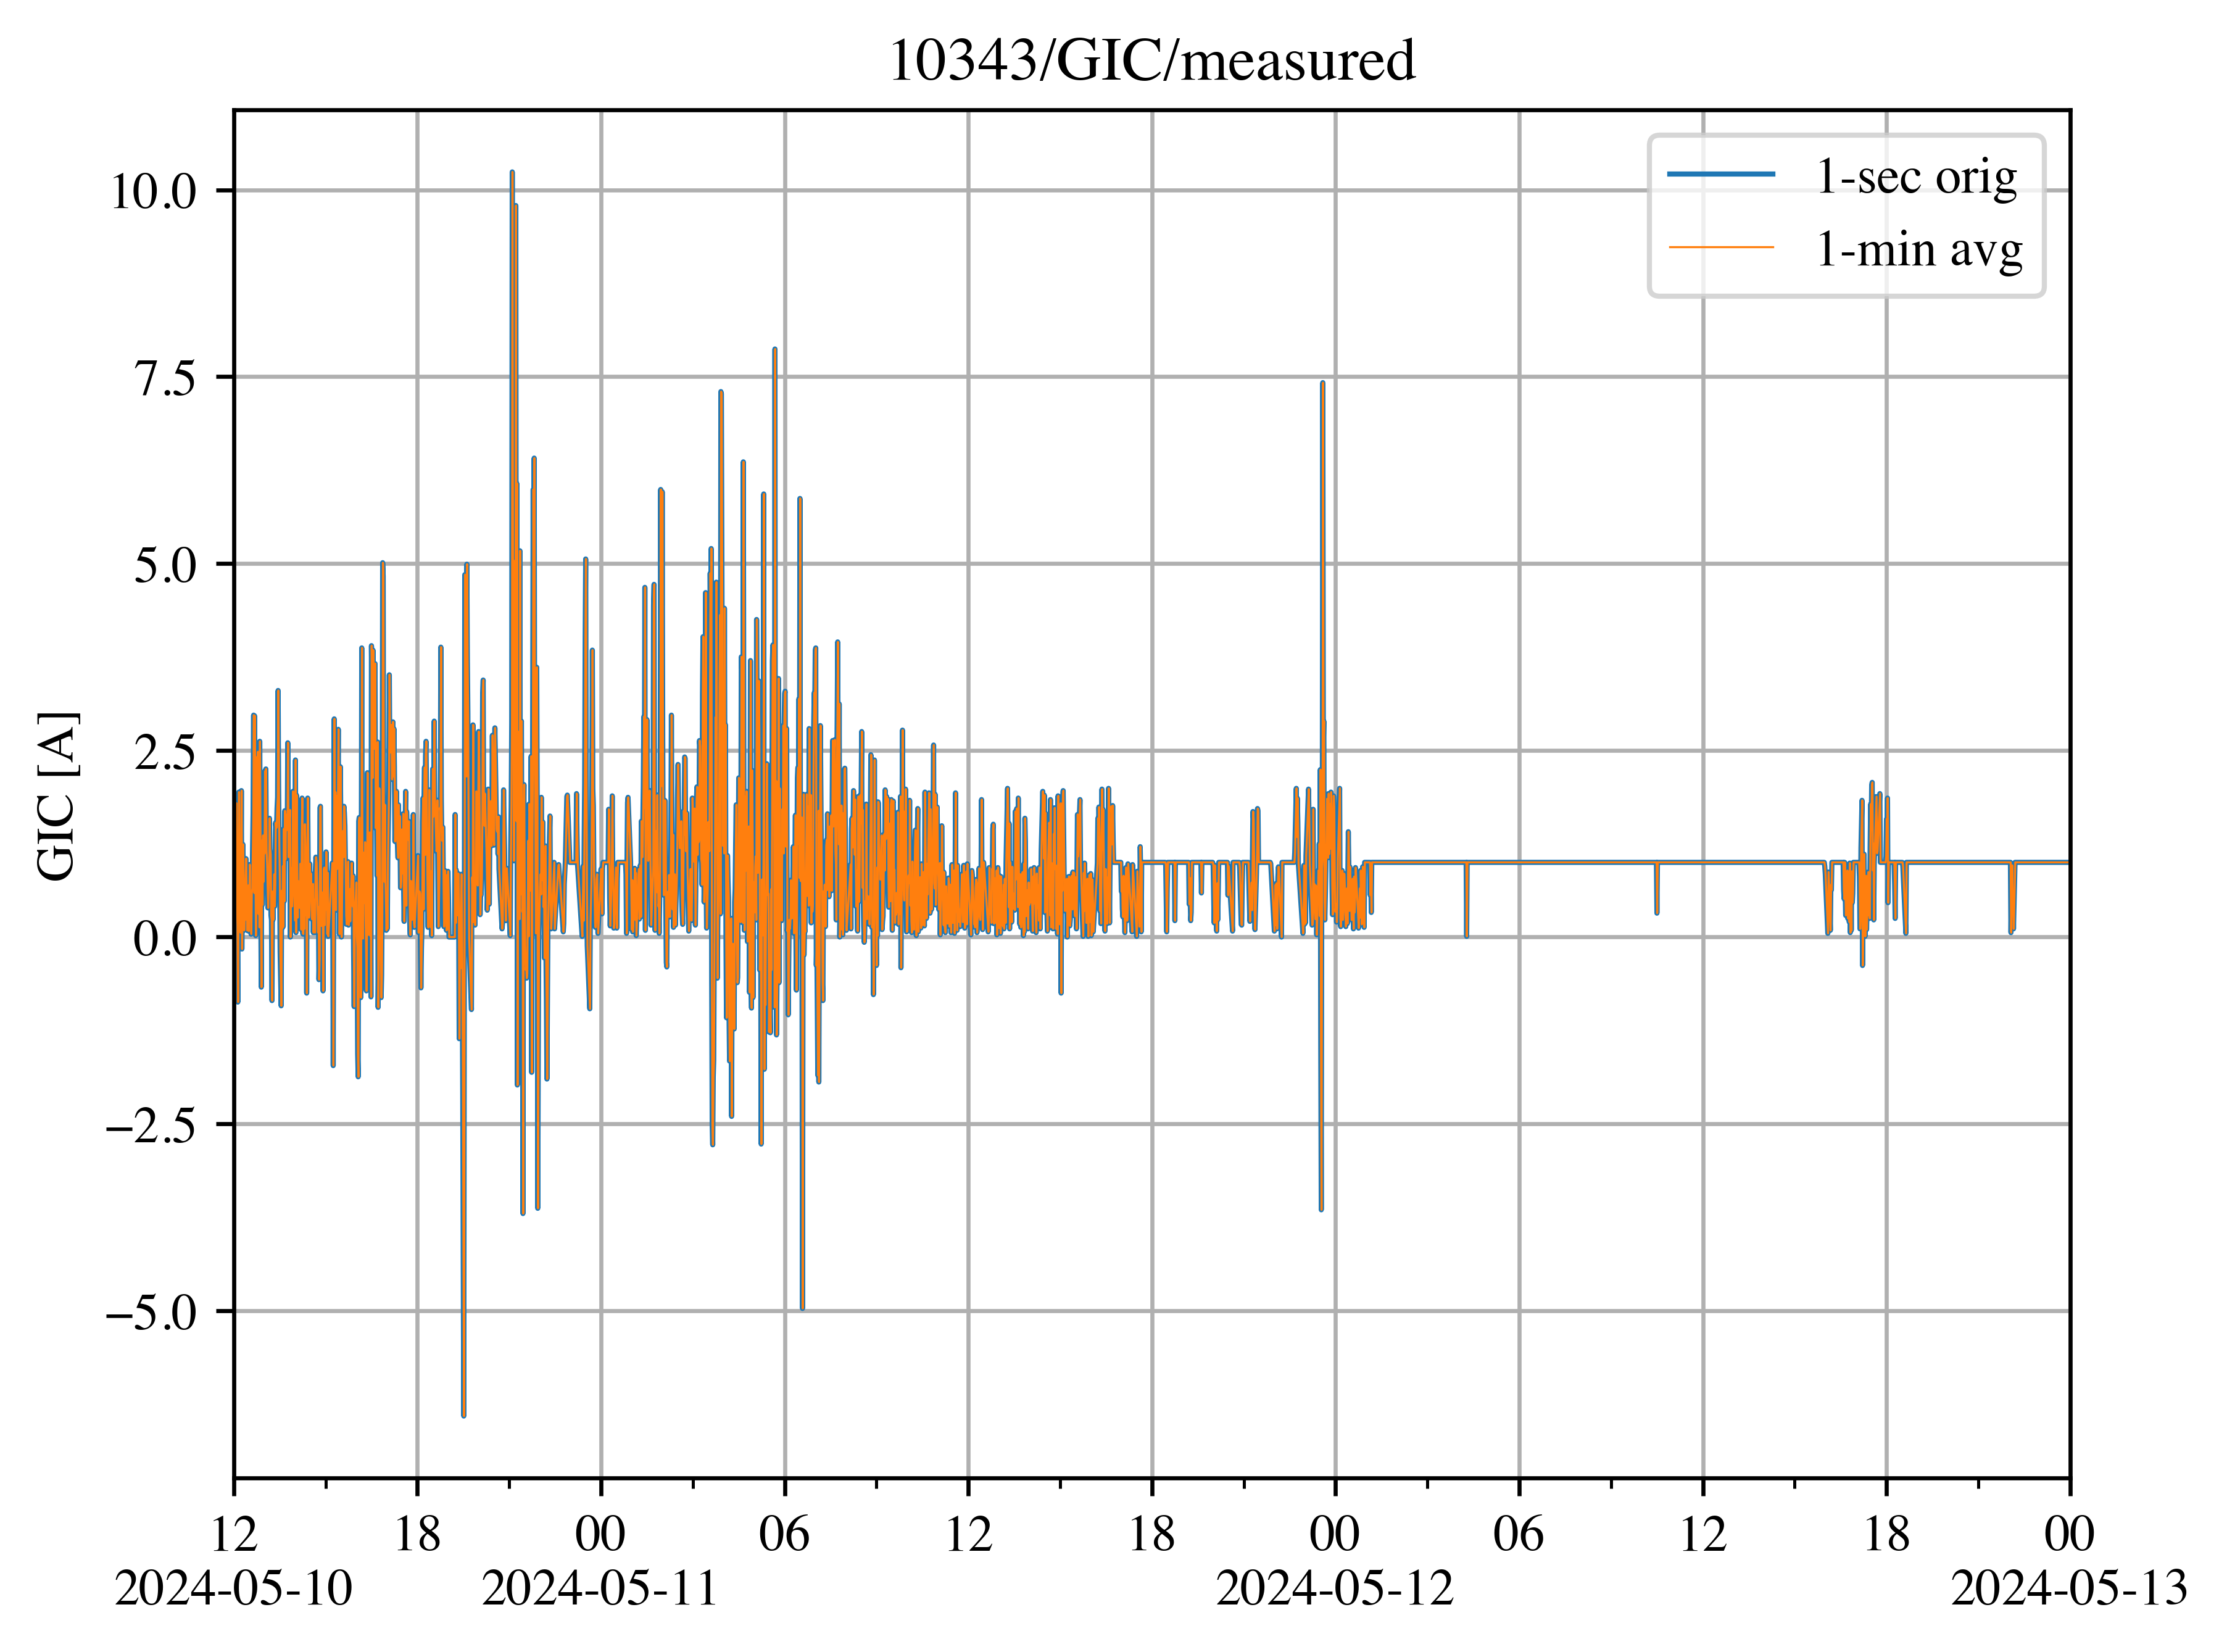 10343/GIC/measured
1-sec orig
1-min avg
GIC [A]
10.0
7.5
5.0
2.5
0.0
−2.5
−5.0
12 18 00 06 12 18 00 06 12 18 00
2024-05-10 2024-05-11 2024-05-12 2024-05-13